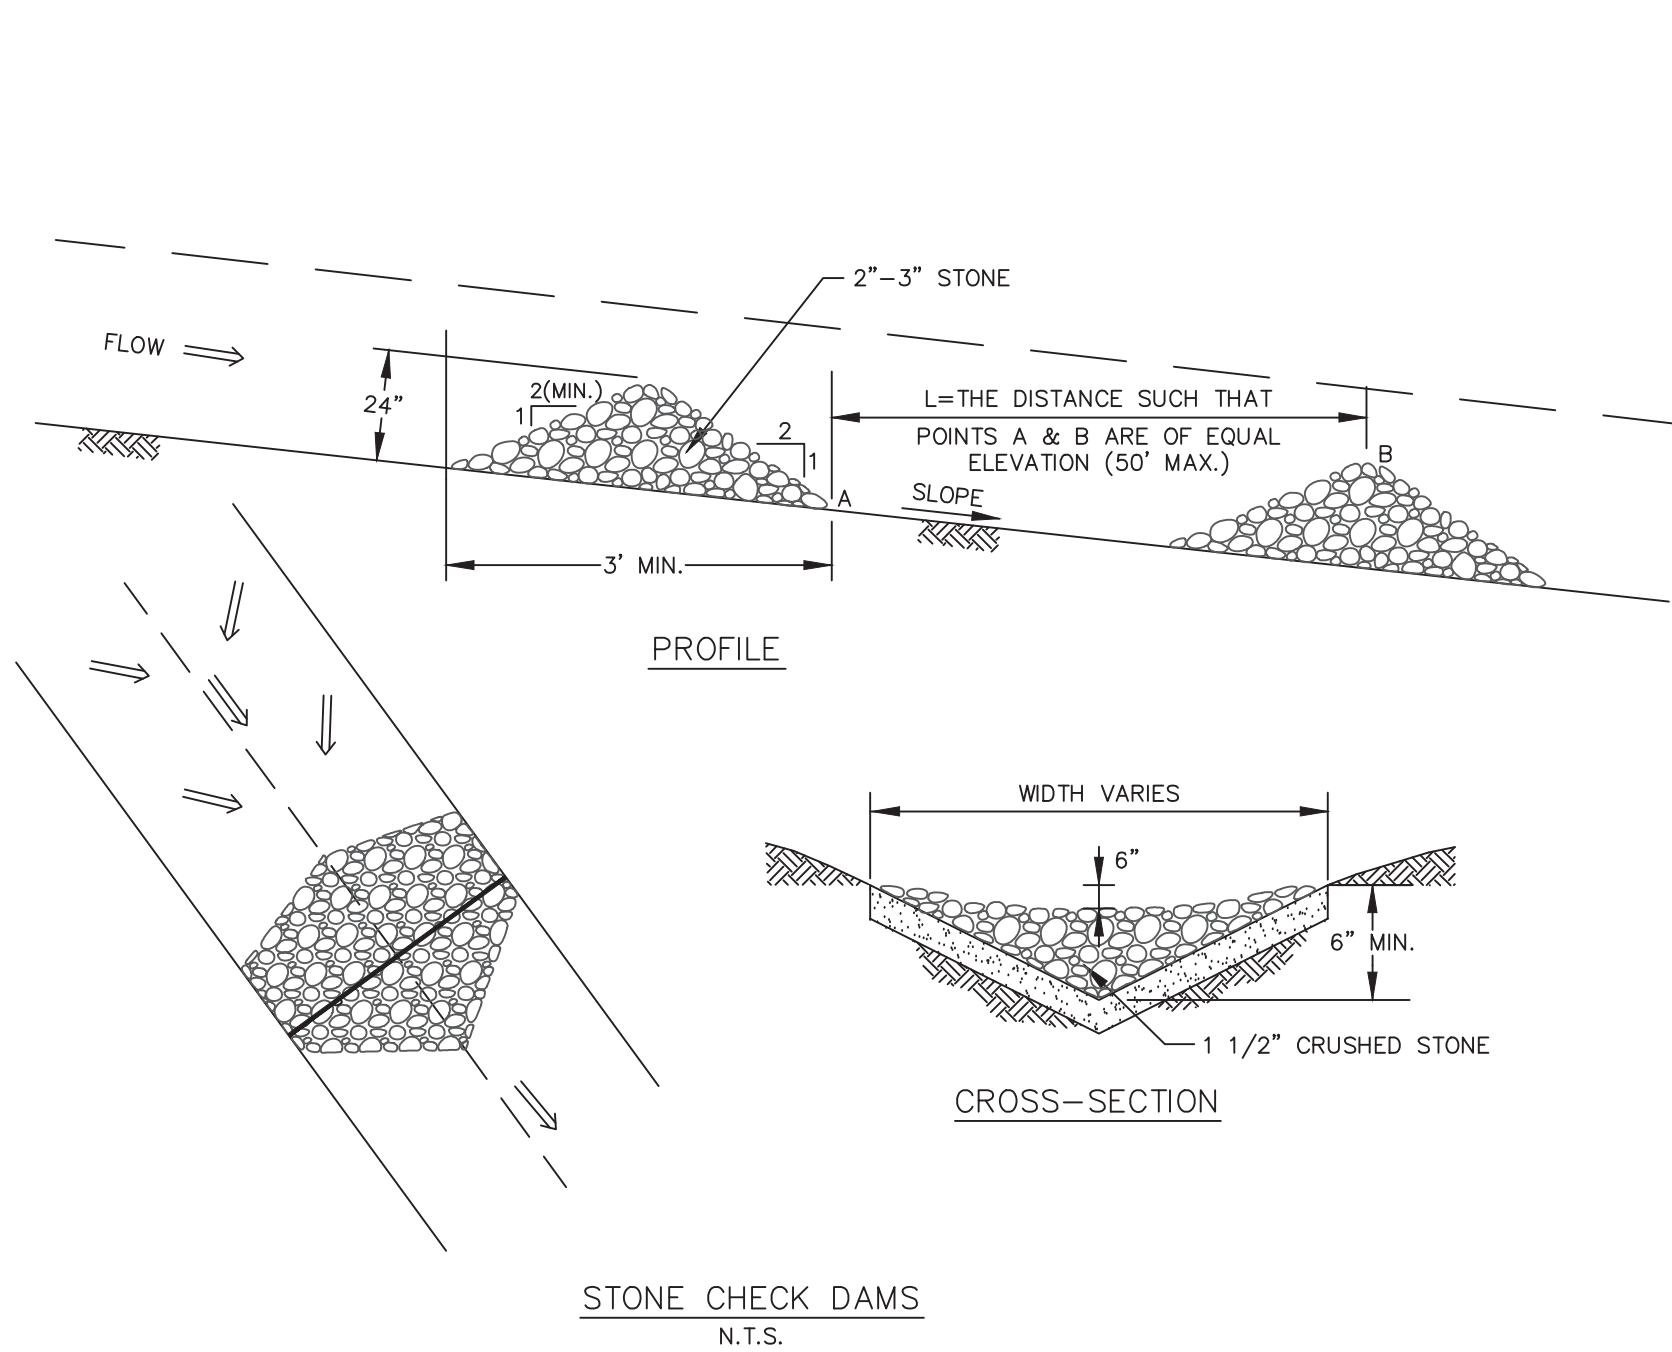 2"-3" STONE
FLOW
24"
2(MIN.)
1
2
1
L=THE DISTANCE SUCH THAT
POINTS A & B ARE OF EQUAL
ELEVATION (50' MAX.)
B
A
SLOPE
3' MIN.
PROFILE
WIDTH VARIES
6"
6" MIN.
1 1/2" CRUSHED STONE
CROSS-SECTION
STONE CHECK DAMS
N.T.S.